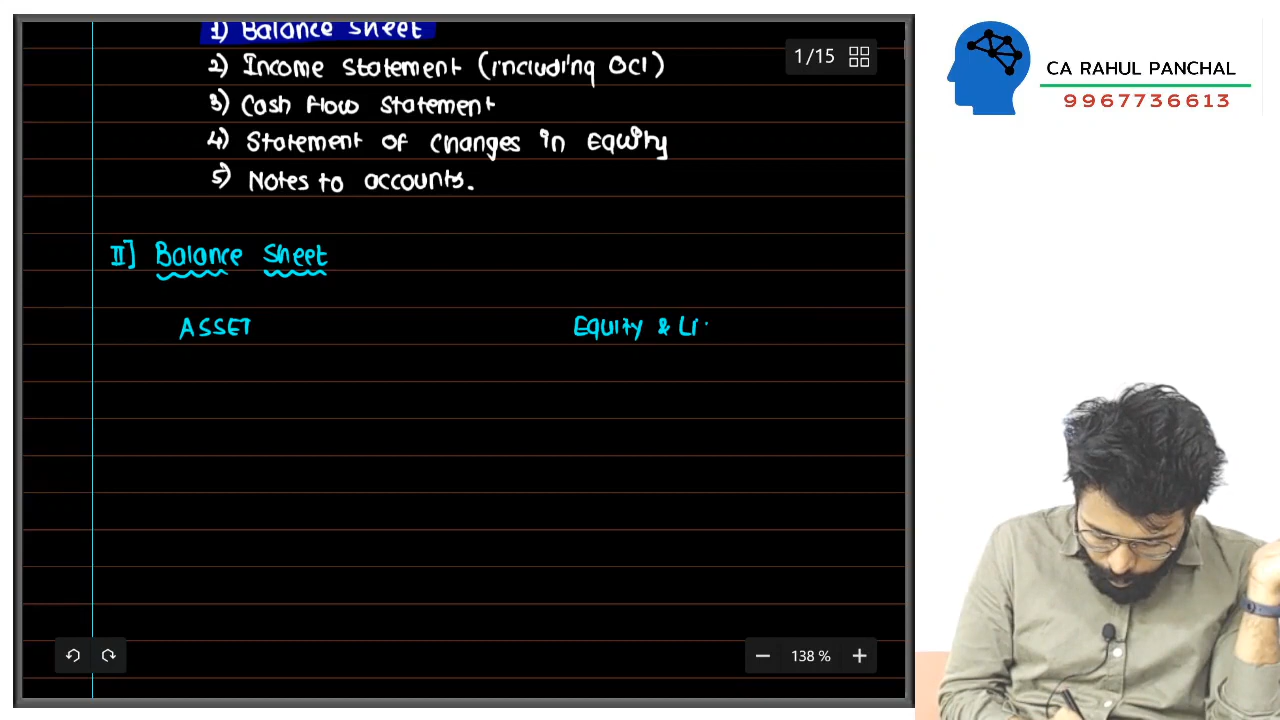 1) Balance Sheet
2) Income Statement (including OCI)
3) Cash Flow Statement
4) Statement of Changes in Equity
5) Notes to accounts.
II] Balance Sheet
ASSET
Equity & Li
1/15
CA RAHUL PANCHAL
9967736613
138 %